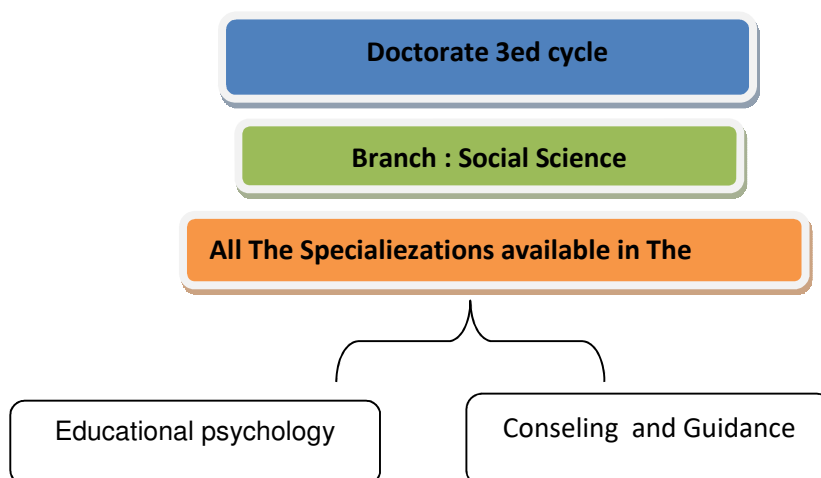 Doctorate 3ed cycle
Branch : Social Science
All The Specialiezations available in The
Educational psychology
Conseling and Guidance